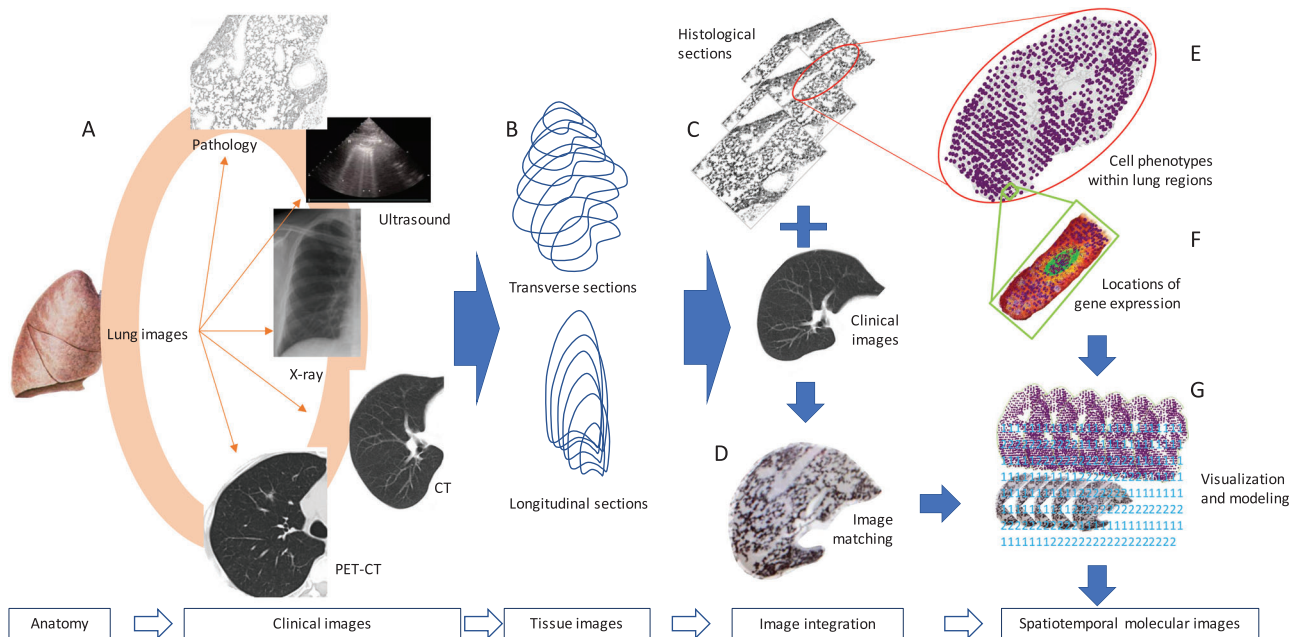 A
Pathology
Ultrasound
Lung images
X-ray
CT
PET-CT
B
Transverse sections
Longitudinal sections
Histological
sections
C
Clinical
images
D
Image
matching
E
Cell phenotypes
within lung regions
F
Locations of
gene expression
G
Visualization
and modeling
Anatomy
Clinical images
Tissue images
Image integration
Spatiotemporal molecular images